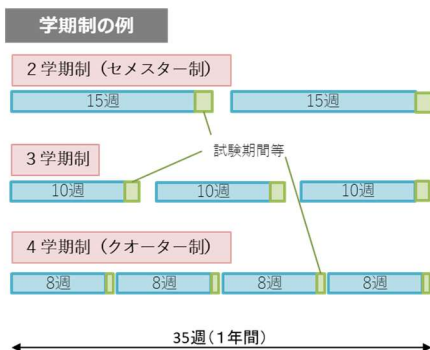 学期制の例
2学期制（セメスター制）
15週 15週
試験期間等
3学期制
10週 10週 10週
4学期制（クオーター制）
8週 8週 8週 8週
35週（１年間）